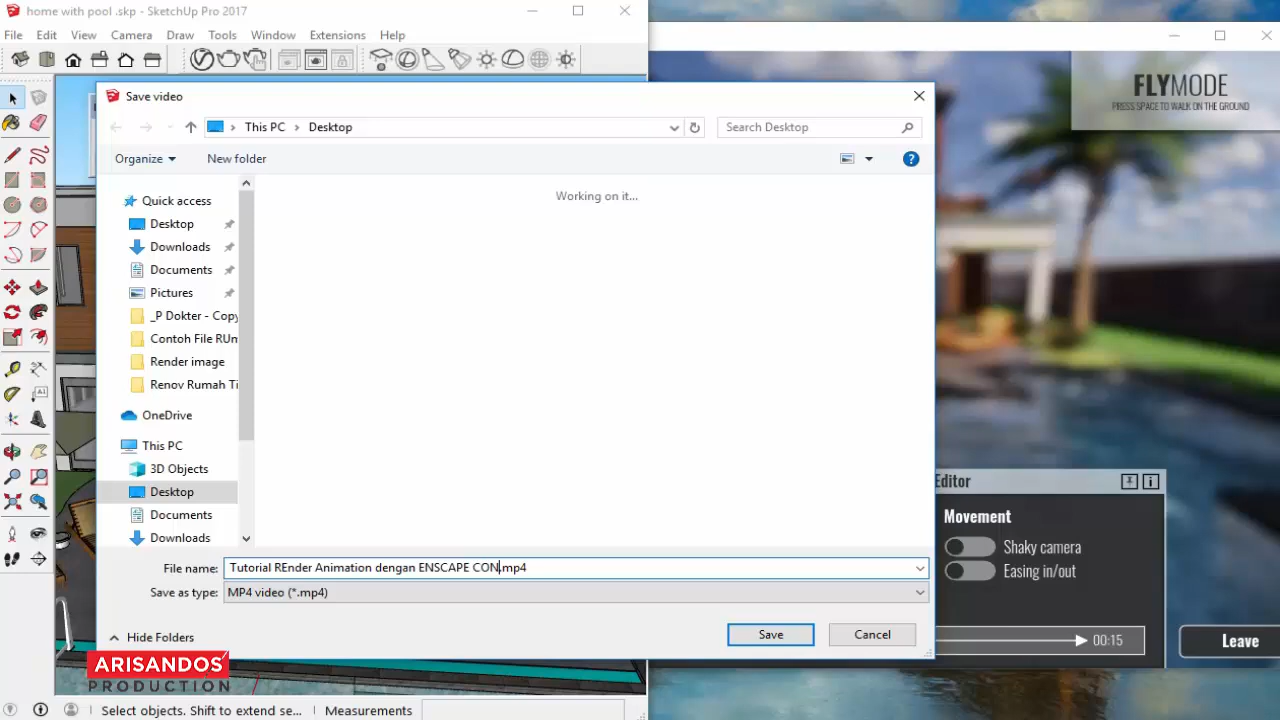 home with pool .skp - SketchUp Pro 2017
File Edit View Camera Draw Tools Window Extensions Help
FLYMODE
PRESS SPACE TO WALK ON THE GROUND
Save video
This PC > Desktop
Search Desktop
Organize
New folder
Working on it...
Quick access
Desktop
Downloads
Documents
Pictures
_P Dokter - Copy
Contoh File RUm
Render image
Renov Rumah Ti
OneDrive
This PC
3D Objects
Desktop
Documents
Downloads
Editor
Movement
Shaky camera
Easing in/out
00:15
Leave
File name: Tutorial REnder Animation dengan ENSCAPE CON.mp4
Save as type: MP4 video (*.mp4)
Hide Folders
Save
Cancel
ARISANDOS'
PRODUCTION
Select objects. Shift to extend se...
Measurements